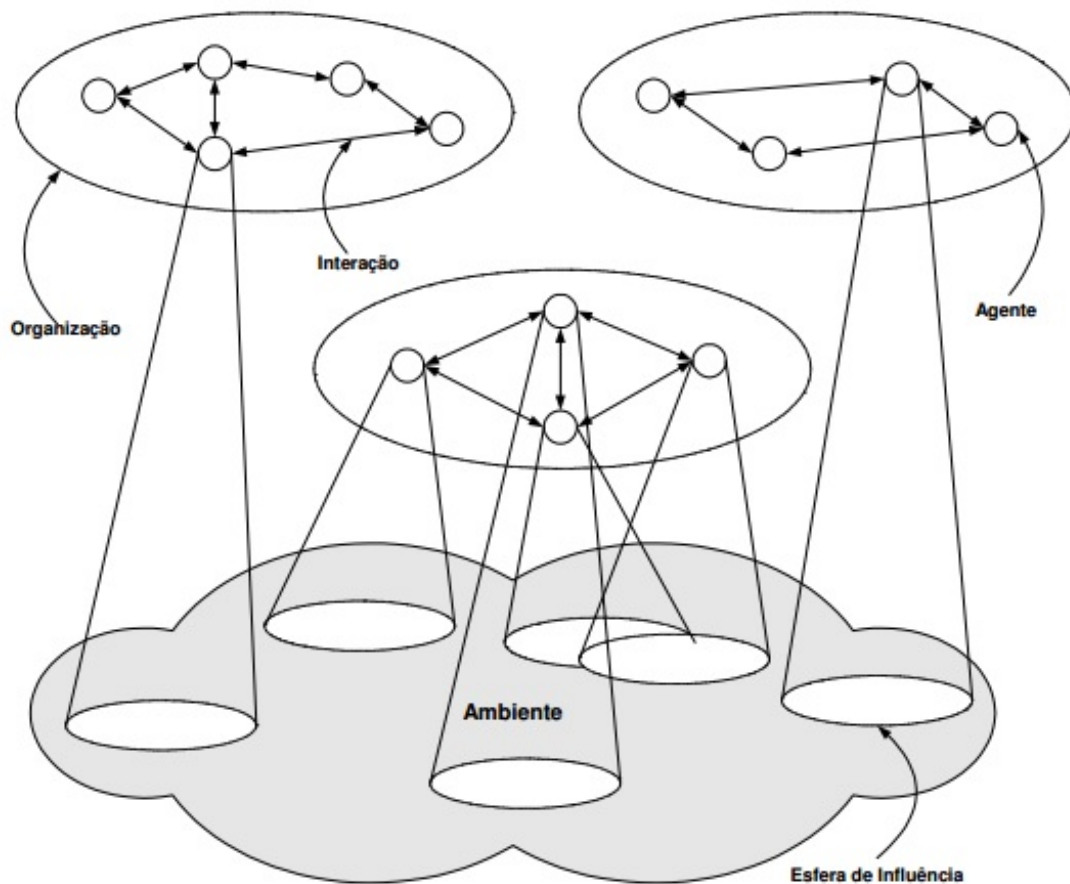 Interação
Organização
Agente
Ambiente
Esfera de Influência